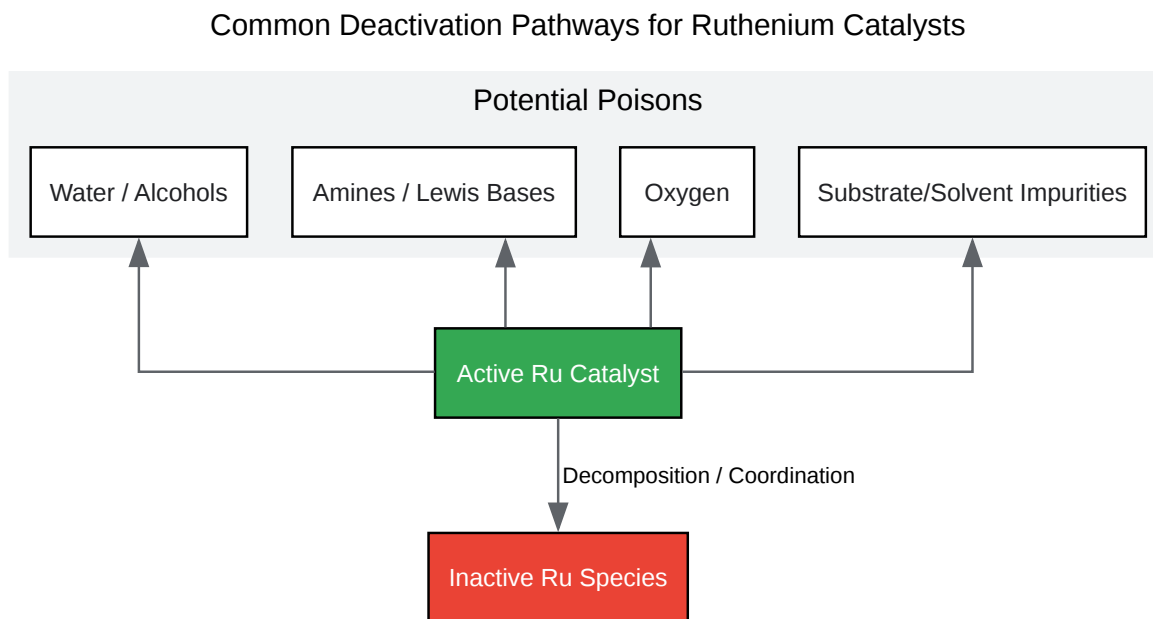 Common Deactivation Pathways for Ruthenium Catalysts
Potential Poisons
Water / Alcohols
Amines / Lewis Bases
Oxygen
Substrate/Solvent Impurities
Active Ru Catalyst
Decomposition / Coordination
Inactive Ru Species